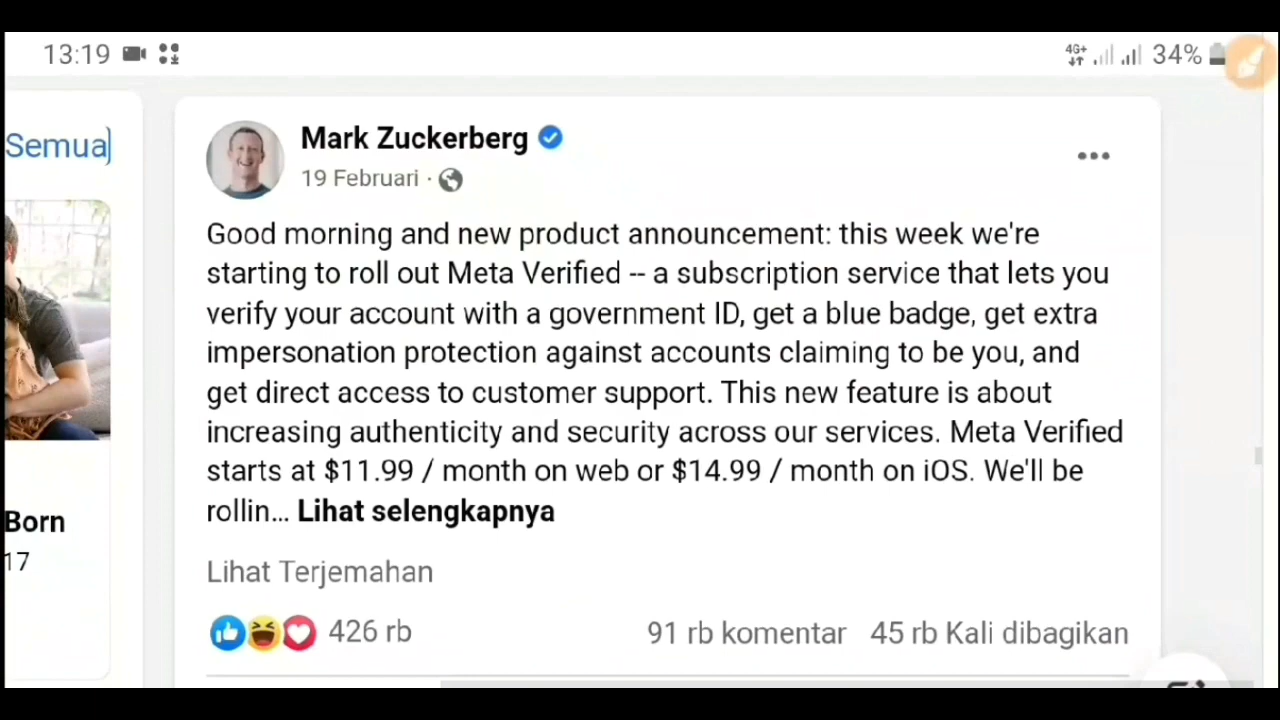 13:19
4G+
34%
Semua
Mark Zuckerberg
19 Februari ·
Good morning and new product announcement: this week we're
starting to roll out Meta Verified -- a subscription service that lets you
verify your account with a government ID, get a blue badge, get extra
impersonation protection against accounts claiming to be you, and
get direct access to customer support. This new feature is about
increasing authenticity and security across our services. Meta Verified
starts at $11.99 / month on web or $14.99 / month on iOS. We'll be
rollin... Lihat selengkapnya
Born
17
Lihat Terjemahan
426 rb
91 rb komentar 45 rb Kali dibagikan